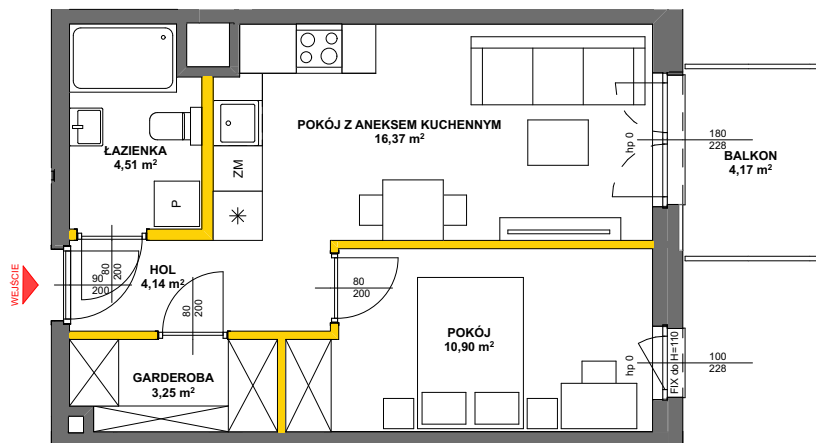 POKÓJ Z ANEKSEM KUCHENNYM
16,37 m²
ŁAZIENKA
4,51 m²
ZM
P
hp 0
180
228
BALKON
4,17 m²
WEJŚCIE
90
200
80
200
HOL
4,14 m²
80
200
80
200
POKÓJ
10,90 m²
GARDEROBA
3,25 m²
hp 0
FIX do H=110
100
228